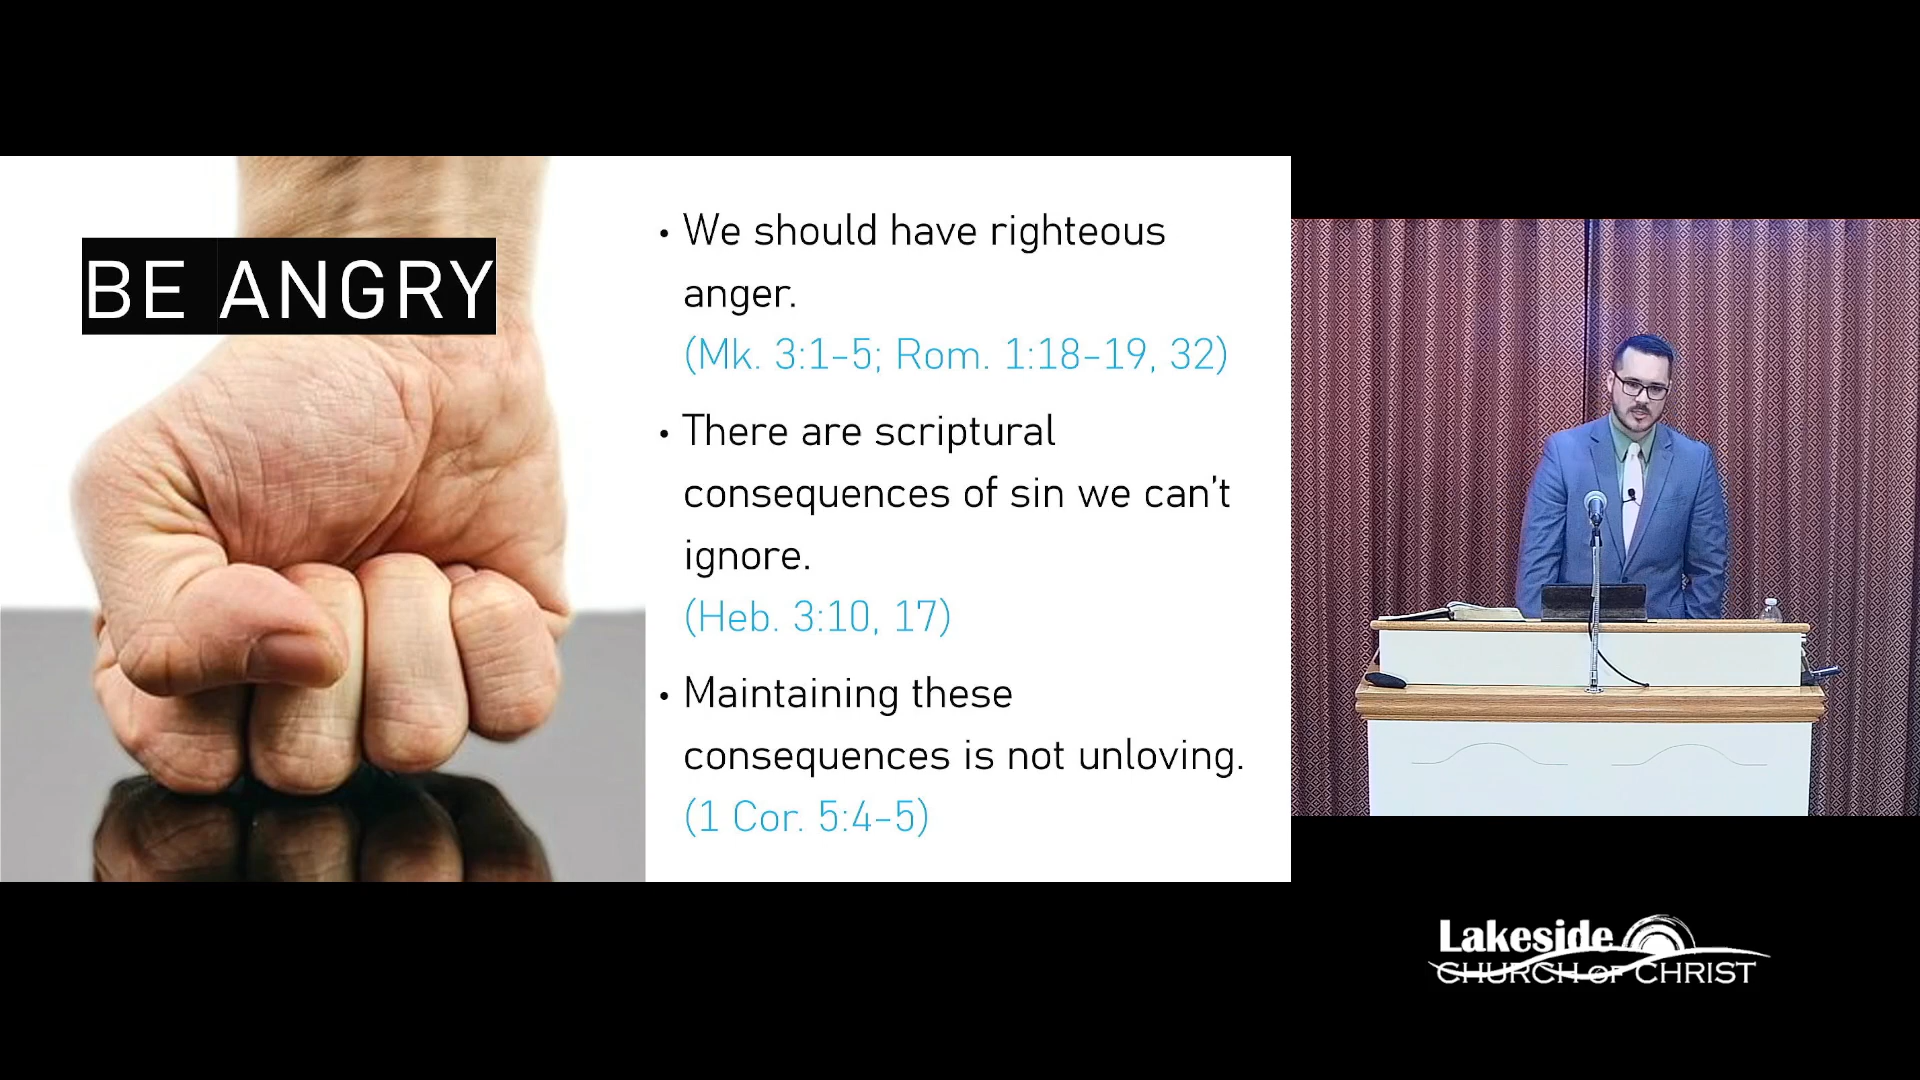 BE ANGRY
• We should have righteous
anger.
(Mk. 3:1-5; Rom. 1:18-19, 32)
• There are scriptural
consequences of sin we can't
ignore.
(Heb. 3:10, 17)
• Maintaining these
consequences is not unloving.
(1 Cor. 5:4-5)
Lakeside
CHURCH OF CHRIST